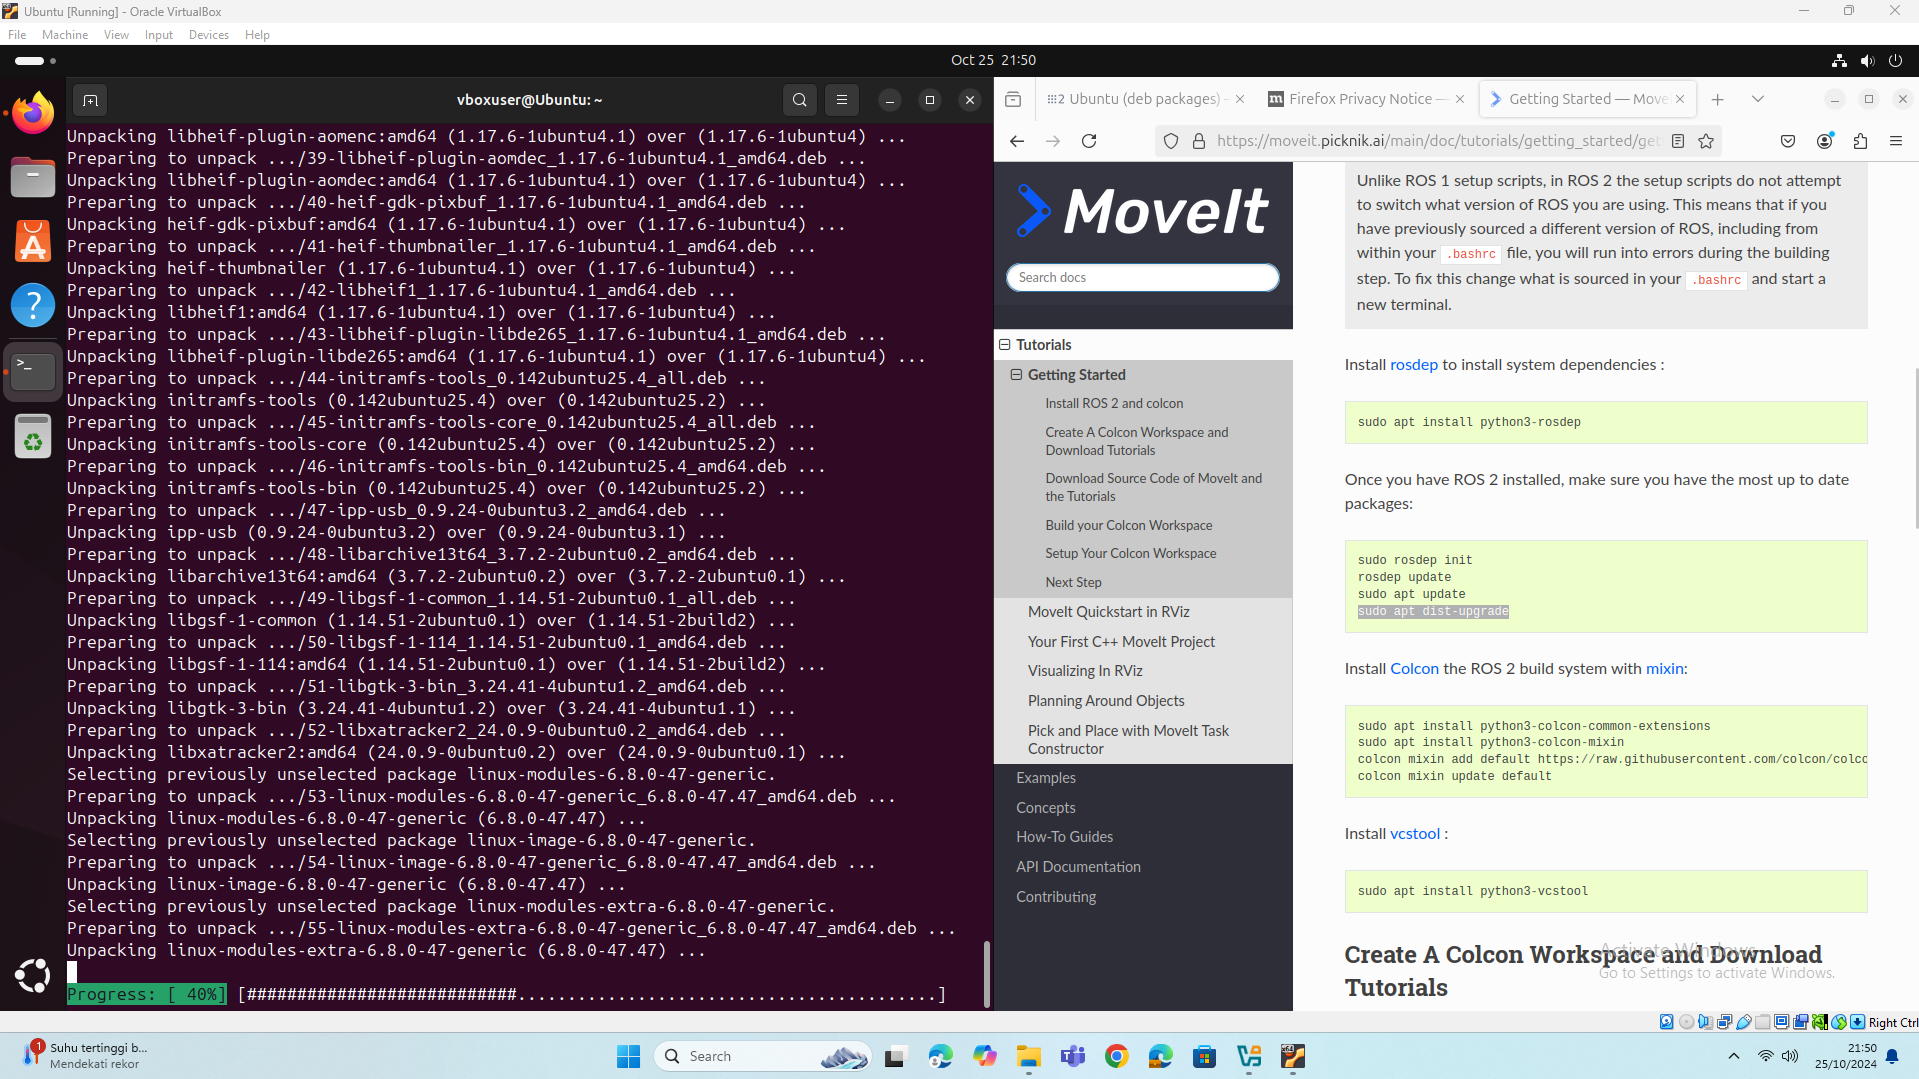 Ubuntu [Running] - Oracle VirtualBox
File Machine View Input Devices Help
Oct 25 21:50
vboxuser@Ubuntu: ~
Unpacking libheif-plugin-aomenc:amd64 (1.17.6-1ubuntu4.1) over (1.17.6-1ubuntu4) ...
Preparing to unpack .../39-libheif-plugin-aomdec_1.17.6-1ubuntu4.1_amd64.deb ...
Unpacking libheif-plugin-aomdec:amd64 (1.17.6-1ubuntu4.1) over (1.17.6-1ubuntu4) ...
Preparing to unpack .../40-heif-gdk-pixbuf_1.17.6-1ubuntu4.1_amd64.deb ...
Unpacking heif-gdk-pixbuf:amd64 (1.17.6-1ubuntu4.1) over (1.17.6-1ubuntu4) ...
Preparing to unpack .../41-heif-thumbnailer_1.17.6-1ubuntu4.1_amd64.deb ...
Unpacking heif-thumbnailer (1.17.6-1ubuntu4.1) over (1.17.6-1ubuntu4) ...
Preparing to unpack .../42-libheif1_1.17.6-1ubuntu4.1_amd64.deb ...
Unpacking libheif1:amd64 (1.17.6-1ubuntu4.1) over (1.17.6-1ubuntu4) ...
Preparing to unpack .../43-libheif-plugin-libde265_1.17.6-1ubuntu4.1_amd64.deb ...
Unpacking libheif-plugin-libde265:amd64 (1.17.6-1ubuntu4.1) over (1.17.6-1ubuntu4) ...
Preparing to unpack .../44-initramfs-tools_0.142ubuntu25.4_all.deb ...
Unpacking initramfs-tools (0.142ubuntu25.4) over (0.142ubuntu25.2) ...
Preparing to unpack .../45-initramfs-tools-core_0.142ubuntu25.4_all.deb ...
Unpacking initramfs-tools-core (0.142ubuntu25.4) over (0.142ubuntu25.2) ...
Preparing to unpack .../46-initramfs-tools-bin_0.142ubuntu25.4_amd64.deb ...
Unpacking initramfs-tools-bin (0.142ubuntu25.4) over (0.142ubuntu25.2) ...
Preparing to unpack .../47-ipp-usb_0.9.24-0ubuntu3.2_amd64.deb ...
Unpacking ipp-usb (0.9.24-0ubuntu3.2) over (0.9.24-0ubuntu3.1) ...
Preparing to unpack .../48-libarchive13t64_3.7.2-2ubuntu0.2_amd64.deb ...
Unpacking libarchive13t64:amd64 (3.7.2-2ubuntu0.2) over (3.7.2-2ubuntu0.1) ...
Preparing to unpack .../49-libgsf-1-common_1.14.51-2ubuntu0.1_all.deb ...
Unpacking libgsf-1-common (1.14.51-2ubuntu0.1) over (1.14.51-2build2) ...
Preparing to unpack .../50-libgsf-1-114_1.14.51-2ubuntu0.1_amd64.deb ...
Unpacking libgsf-1-114:amd64 (1.14.51-2ubuntu0.1) over (1.14.51-2build2) ...
Preparing to unpack .../51-libgtk-3-bin_3.24.41-4ubuntu1.2_amd64.deb ...
Unpacking libgtk-3-bin (3.24.41-4ubuntu1.2) over (3.24.41-4ubuntu1.1) ...
Preparing to unpack .../52-libxatracker2_24.0.9-0ubuntu0.2_amd64.deb ...
Unpacking libxatracker2:amd64 (24.0.9-0ubuntu0.2) over (24.0.9-0ubuntu0.1) ...
Selecting previously unselected package linux-modules-6.8.0-47-generic.
Preparing to unpack .../53-linux-modules-6.8.0-47-generic_6.8.0-47.47_amd64.deb ...
Unpacking linux-modules-6.8.0-47-generic (6.8.0-47.47) ...
Selecting previously unselected package linux-image-6.8.0-47-generic.
Preparing to unpack .../54-linux-image-6.8.0-47-generic_6.8.0-47.47_amd64.deb ...
Unpacking linux-image-6.8.0-47-generic (6.8.0-47.47) ...
Selecting previously unselected package linux-modules-extra-6.8.0-47-generic.
Preparing to unpack .../55-linux-modules-extra-6.8.0-47-generic_6.8.0-47.47_amd64.deb ...
Unpacking linux-modules-extra-6.8.0-47-generic (6.8.0-47.47) ...
Progress: [ 40%] [###########################..........................................]
Ubuntu (deb packages) -
Firefox Privacy Notice —
Getting Started — MoveI
https://moveit.picknik.ai/main/doc/tutorials/getting_started/get
MoveIt
Search docs
Tutorials
Getting Started
Install ROS 2 and colcon
Create A Colcon Workspace and
Download Tutorials
Download Source Code of MoveIt and
the Tutorials
Build your Colcon Workspace
Setup Your Colcon Workspace
Next Step
MoveIt Quickstart in RViz
Your First C++ MoveIt Project
Visualizing In RViz
Planning Around Objects
Pick and Place with MoveIt Task
Constructor
Examples
Concepts
How-To Guides
API Documentation
Contributing
Unlike ROS 1 setup scripts, in ROS 2 the setup scripts do not attempt
to switch what version of ROS you are using. This means that if you
have previously sourced a different version of ROS, including from
within your .bashrc file, you will run into errors during the building
step. To fix this change what is sourced in your .bashrc and start a
new terminal.
Install rosdep to install system dependencies :
sudo apt install python3-rosdep
Once you have ROS 2 installed, make sure you have the most up to date
packages:
sudo rosdep init
rosdep update
sudo apt update
sudo apt dist-upgrade
Install Colcon the ROS 2 build system with mixin:
sudo apt install python3-colcon-common-extensions
sudo apt install python3-colcon-mixin
colcon mixin add default https://raw.githubusercontent.com/colcon/colco
colcon mixin update default
Install vcstool :
sudo apt install python3-vcstool
Create A Colcon Workspace and Download
Tutorials
Activate Windows
Go to Settings to activate Windows.
Right Ctrl
1
Suhu tertinggi b...
Mendekati rekor
Search
21:50
25/10/2024